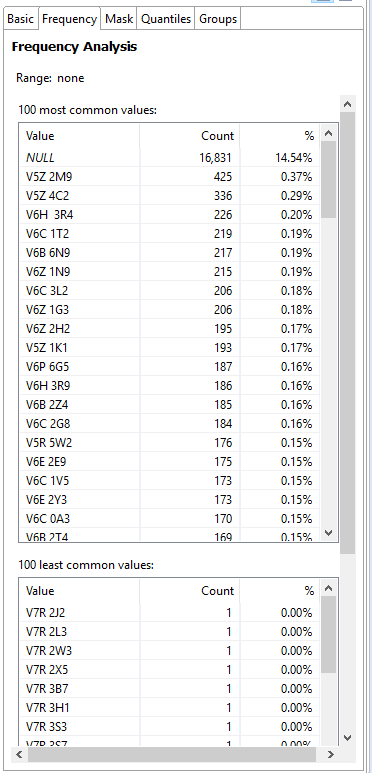 Basic Frequency Mask Quantiles Groups
Frequency Analysis
Range: none
100 most common values:
Value Count %
NULL 16,831 14.54%
V5Z 2M9 425 0.37%
V5Z 4C2 336 0.29%
V6H  3R4 226 0.20%
V6C 1T2 219 0.19%
V6B 6N9 217 0.19%
V6Z 1N9 215 0.19%
V6C 3L2 206 0.18%
V6Z 1G3 206 0.18%
V6Z 2H2 195 0.17%
V5Z 1K1 193 0.17%
V6P 6G5 187 0.16%
V6H 3R9 186 0.16%
V6B 2Z4 185 0.16%
V6C 2G8 184 0.16%
V5R 5W2 176 0.15%
V6E 2E9 175 0.15%
V6C 1V5 173 0.15%
V6E 2Y3 173 0.15%
V6C 0A3 170 0.15%
V6B 2T4 169 0.15%
100 least common values:
Value Count %
V7R 2J2 1 0.00%
V7R 2L3 1 0.00%
V7R 2W3 1 0.00%
V7R 2X5 1 0.00%
V7R 3B7 1 0.00%
V7R 3H1 1 0.00%
V7R 3S3 1 0.00%
V7R 3S7 1 0.00%